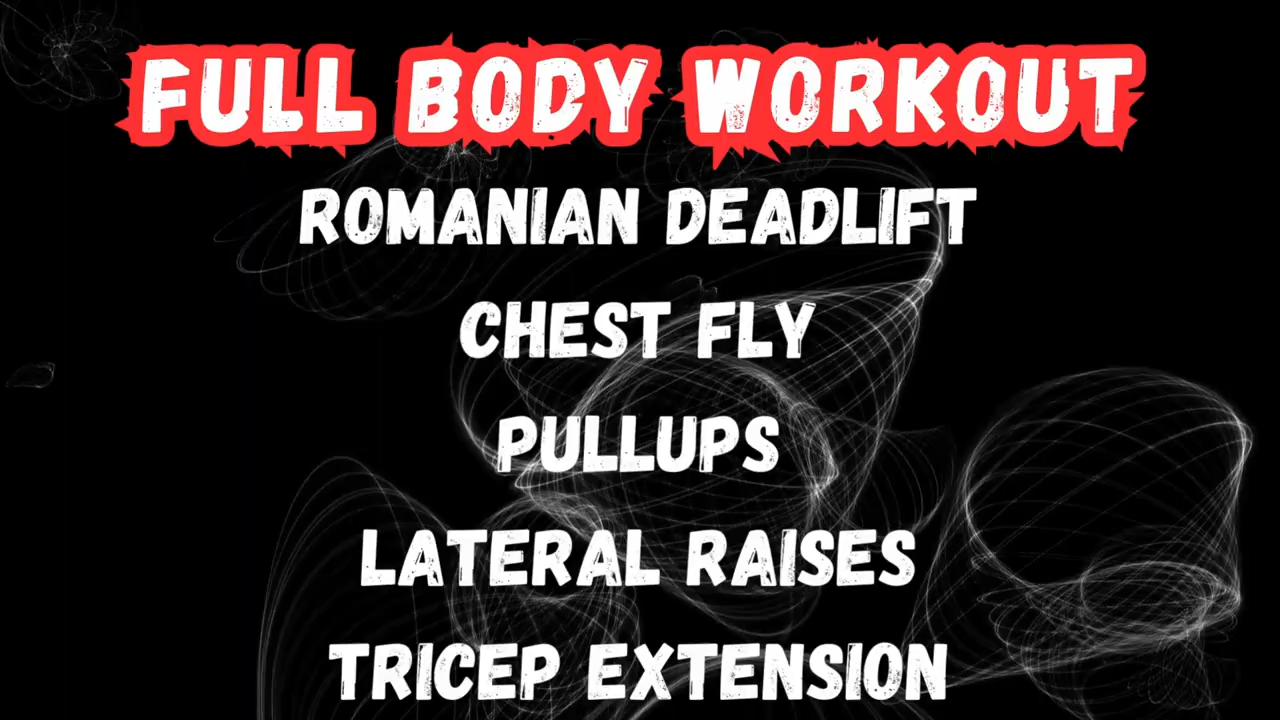 FULL BODY WORKOUT
ROMANIAN DEADLIFT
CHEST FLY
PULLUPS
LATERAL RAISES
TRICEP EXTENSION